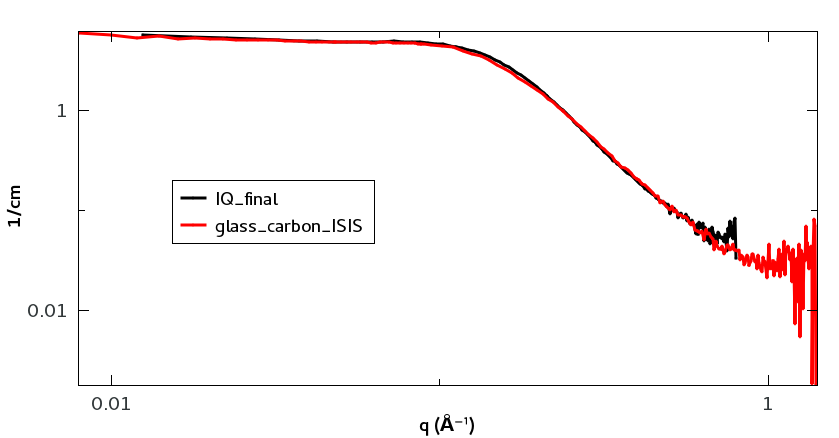 1
0.01
1/cm
IQ_final
glass_carbon_ISIS
0.01
1
q (Å⁻¹)